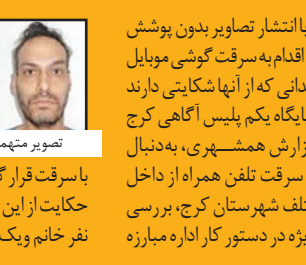 با انتشار تصاویر بدون پوشش
اقدام به سرقت گوشی موبایل
دانی که از آنها شکایتی دارند
پایگاه یکم پلیس آگاهی کرج
زارش همشــهری، به‌دنبال
سرقت تلفن همراه از داخل
تلف شهرستان کرج، بررسی
ژه در دستور کار اداره مبارزه
تصویر متهم
با سرقت قرار گ
حکایت از این
نفر خانم ویک